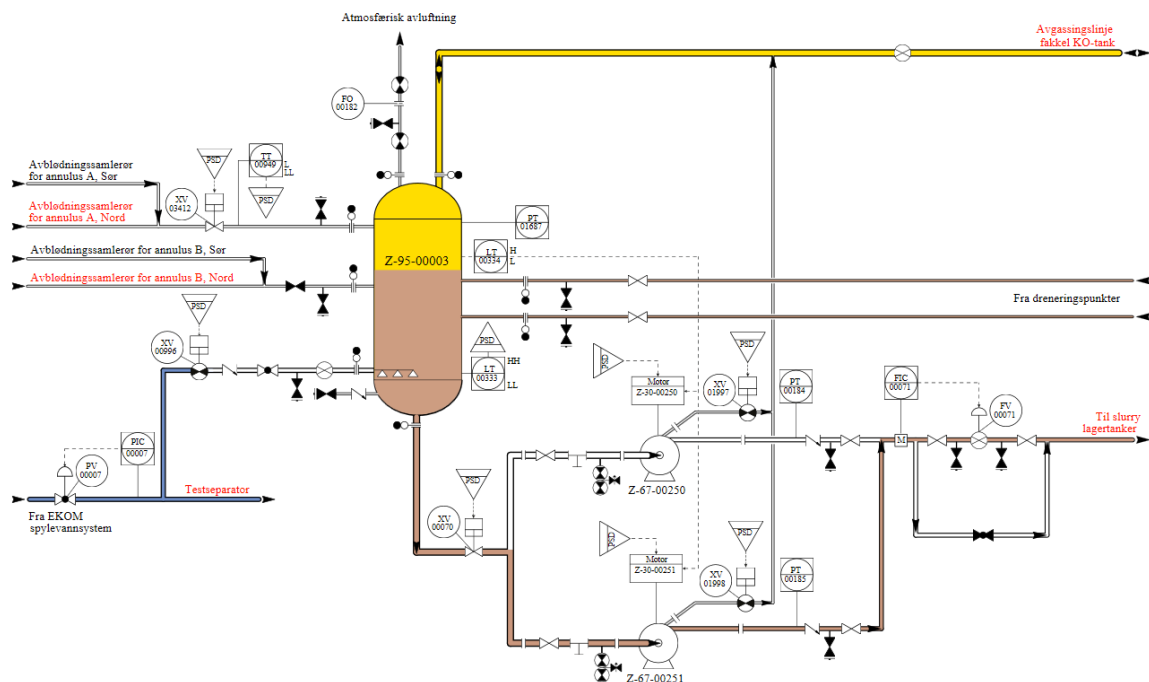 Atmosfærisk avluftning
Avgassingslinje
fakkel KO-tank
FO
00182
Avblødningssamlerør
for annulus A, Sør
PSD
TT
00949
L
LL
XV
03412
PSD
Avblødningssamlerør
for annulus A, Nord
PT
01687
Avblødningssamlerør for annulus B, Sør
Z-95-00003
LT
00334
H
L
Avblødningssamlerør for annulus B, Nord
PSD
Fra dreneringspunkter
XV
00996
PSD
HH
LT
00333
LL
PSD
Motor
Z-30-00250
PSD
XV
01997
PT
00184
FIC
00071
FV
00071
Til slurry
lagertanker
M
PIC
00007
PV
00007
Testseparator
Fra EKOM
spylevannsystem
Z-67-00250
PSD
XV
00070
PSD
Motor
Z-30-00251
PSD
XV
01998
PT
00185
Z-67-00251